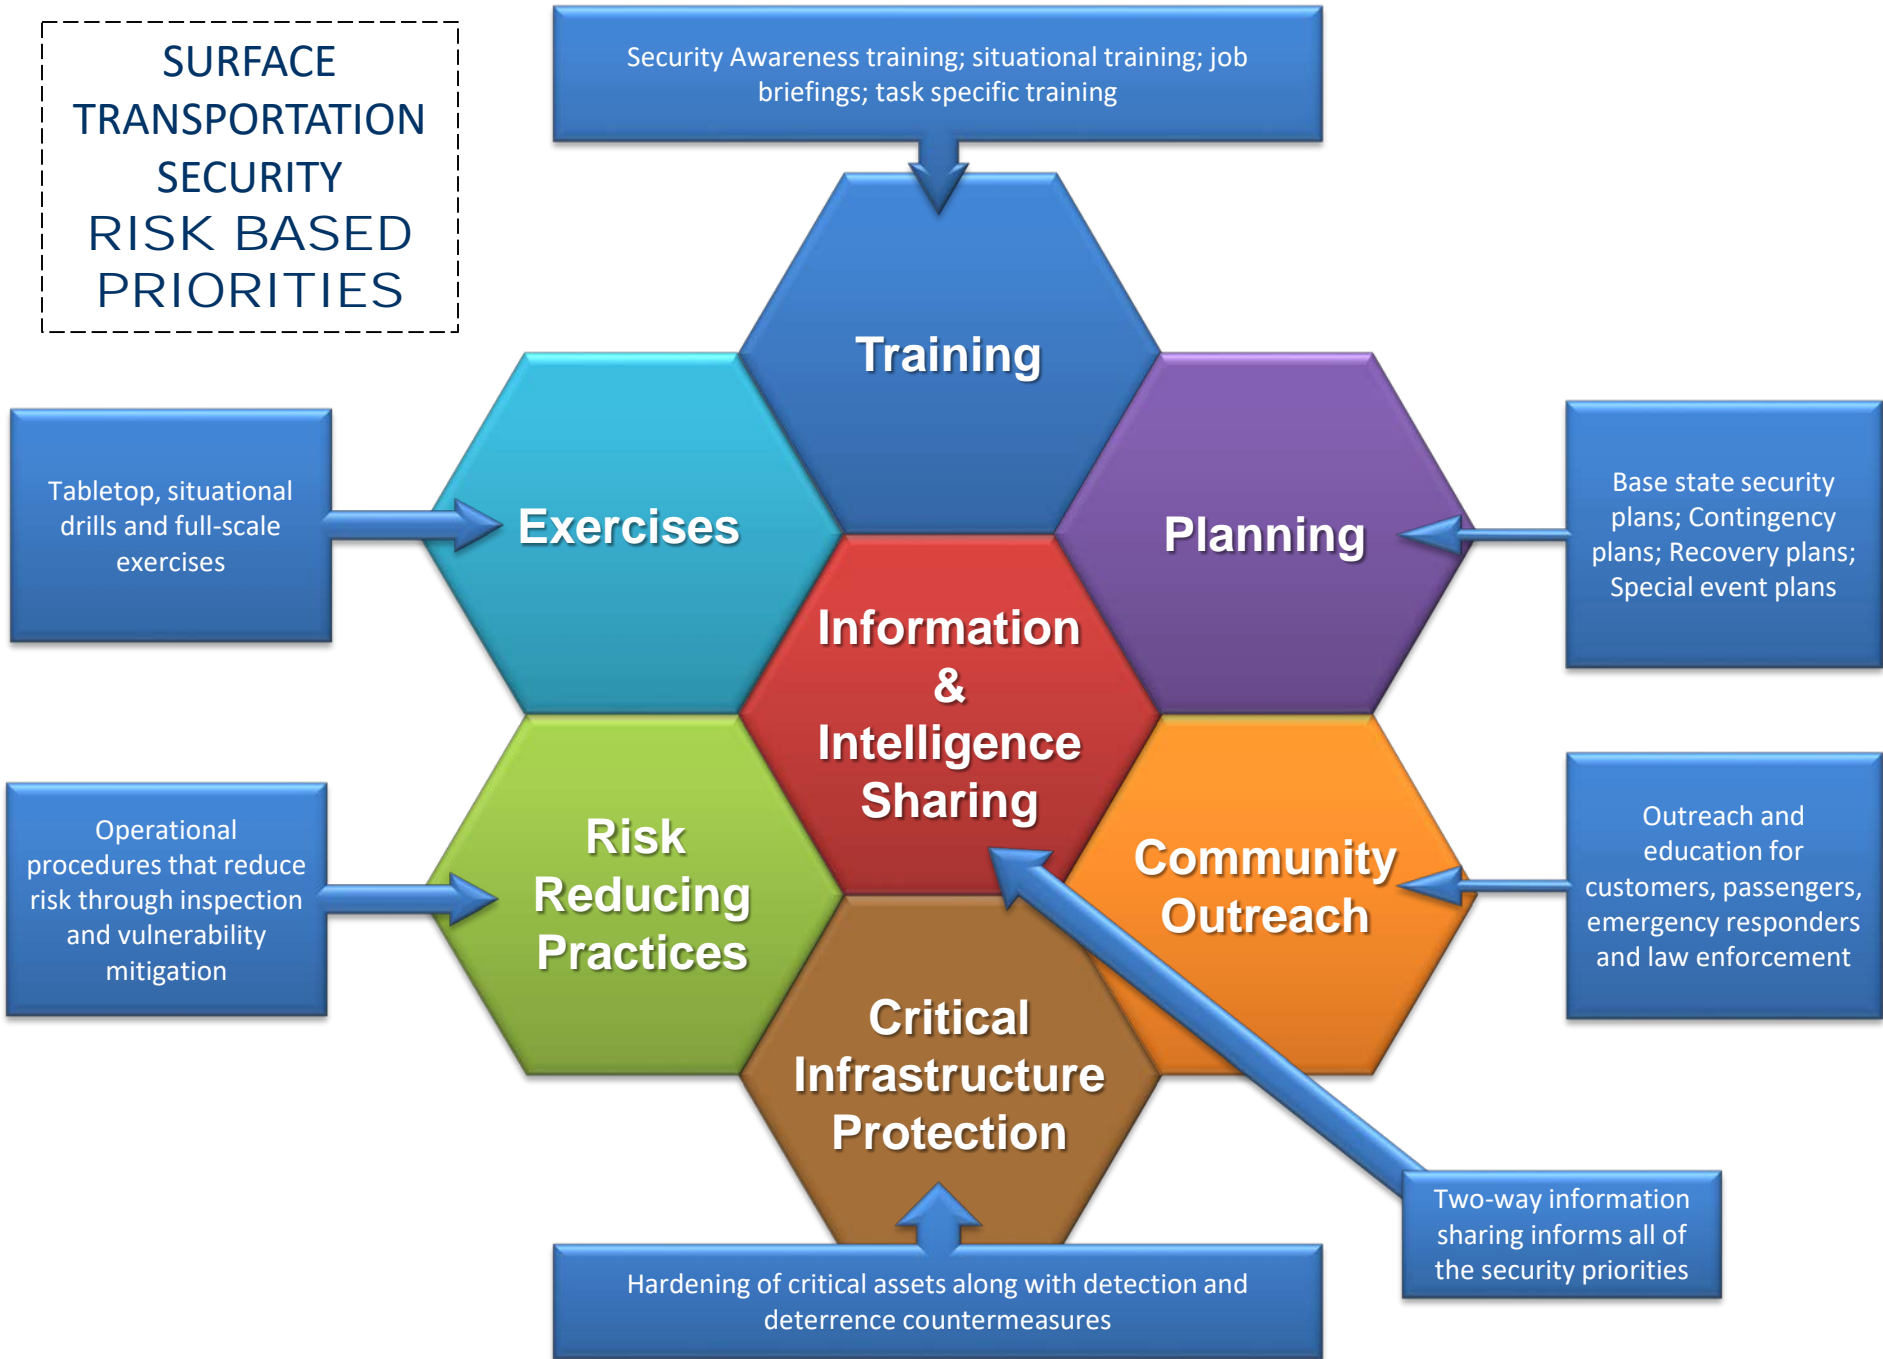 SURFACE
TRANSPORTATION
SECURITY
RISK BASED
PRIORITIES
Security Awareness training; situational training; job
briefings; task specific training
Training
Tabletop, situational
drills and full-scale
exercises
Exercises
Planning
Base state security
plans; Contingency
plans; Recovery plans;
Special event plans
Information
&
Intelligence
Sharing
Operational
procedures that reduce
risk through inspection
and vulnerability
mitigation
Risk
Reducing
Practices
Community
Outreach
Outreach and
education for
customers, passengers,
emergency responders
and law enforcement
Critical
Infrastructure
Protection
Two-way information
sharing informs all of
the security priorities
Hardening of critical assets along with detection and
deterrence countermeasures